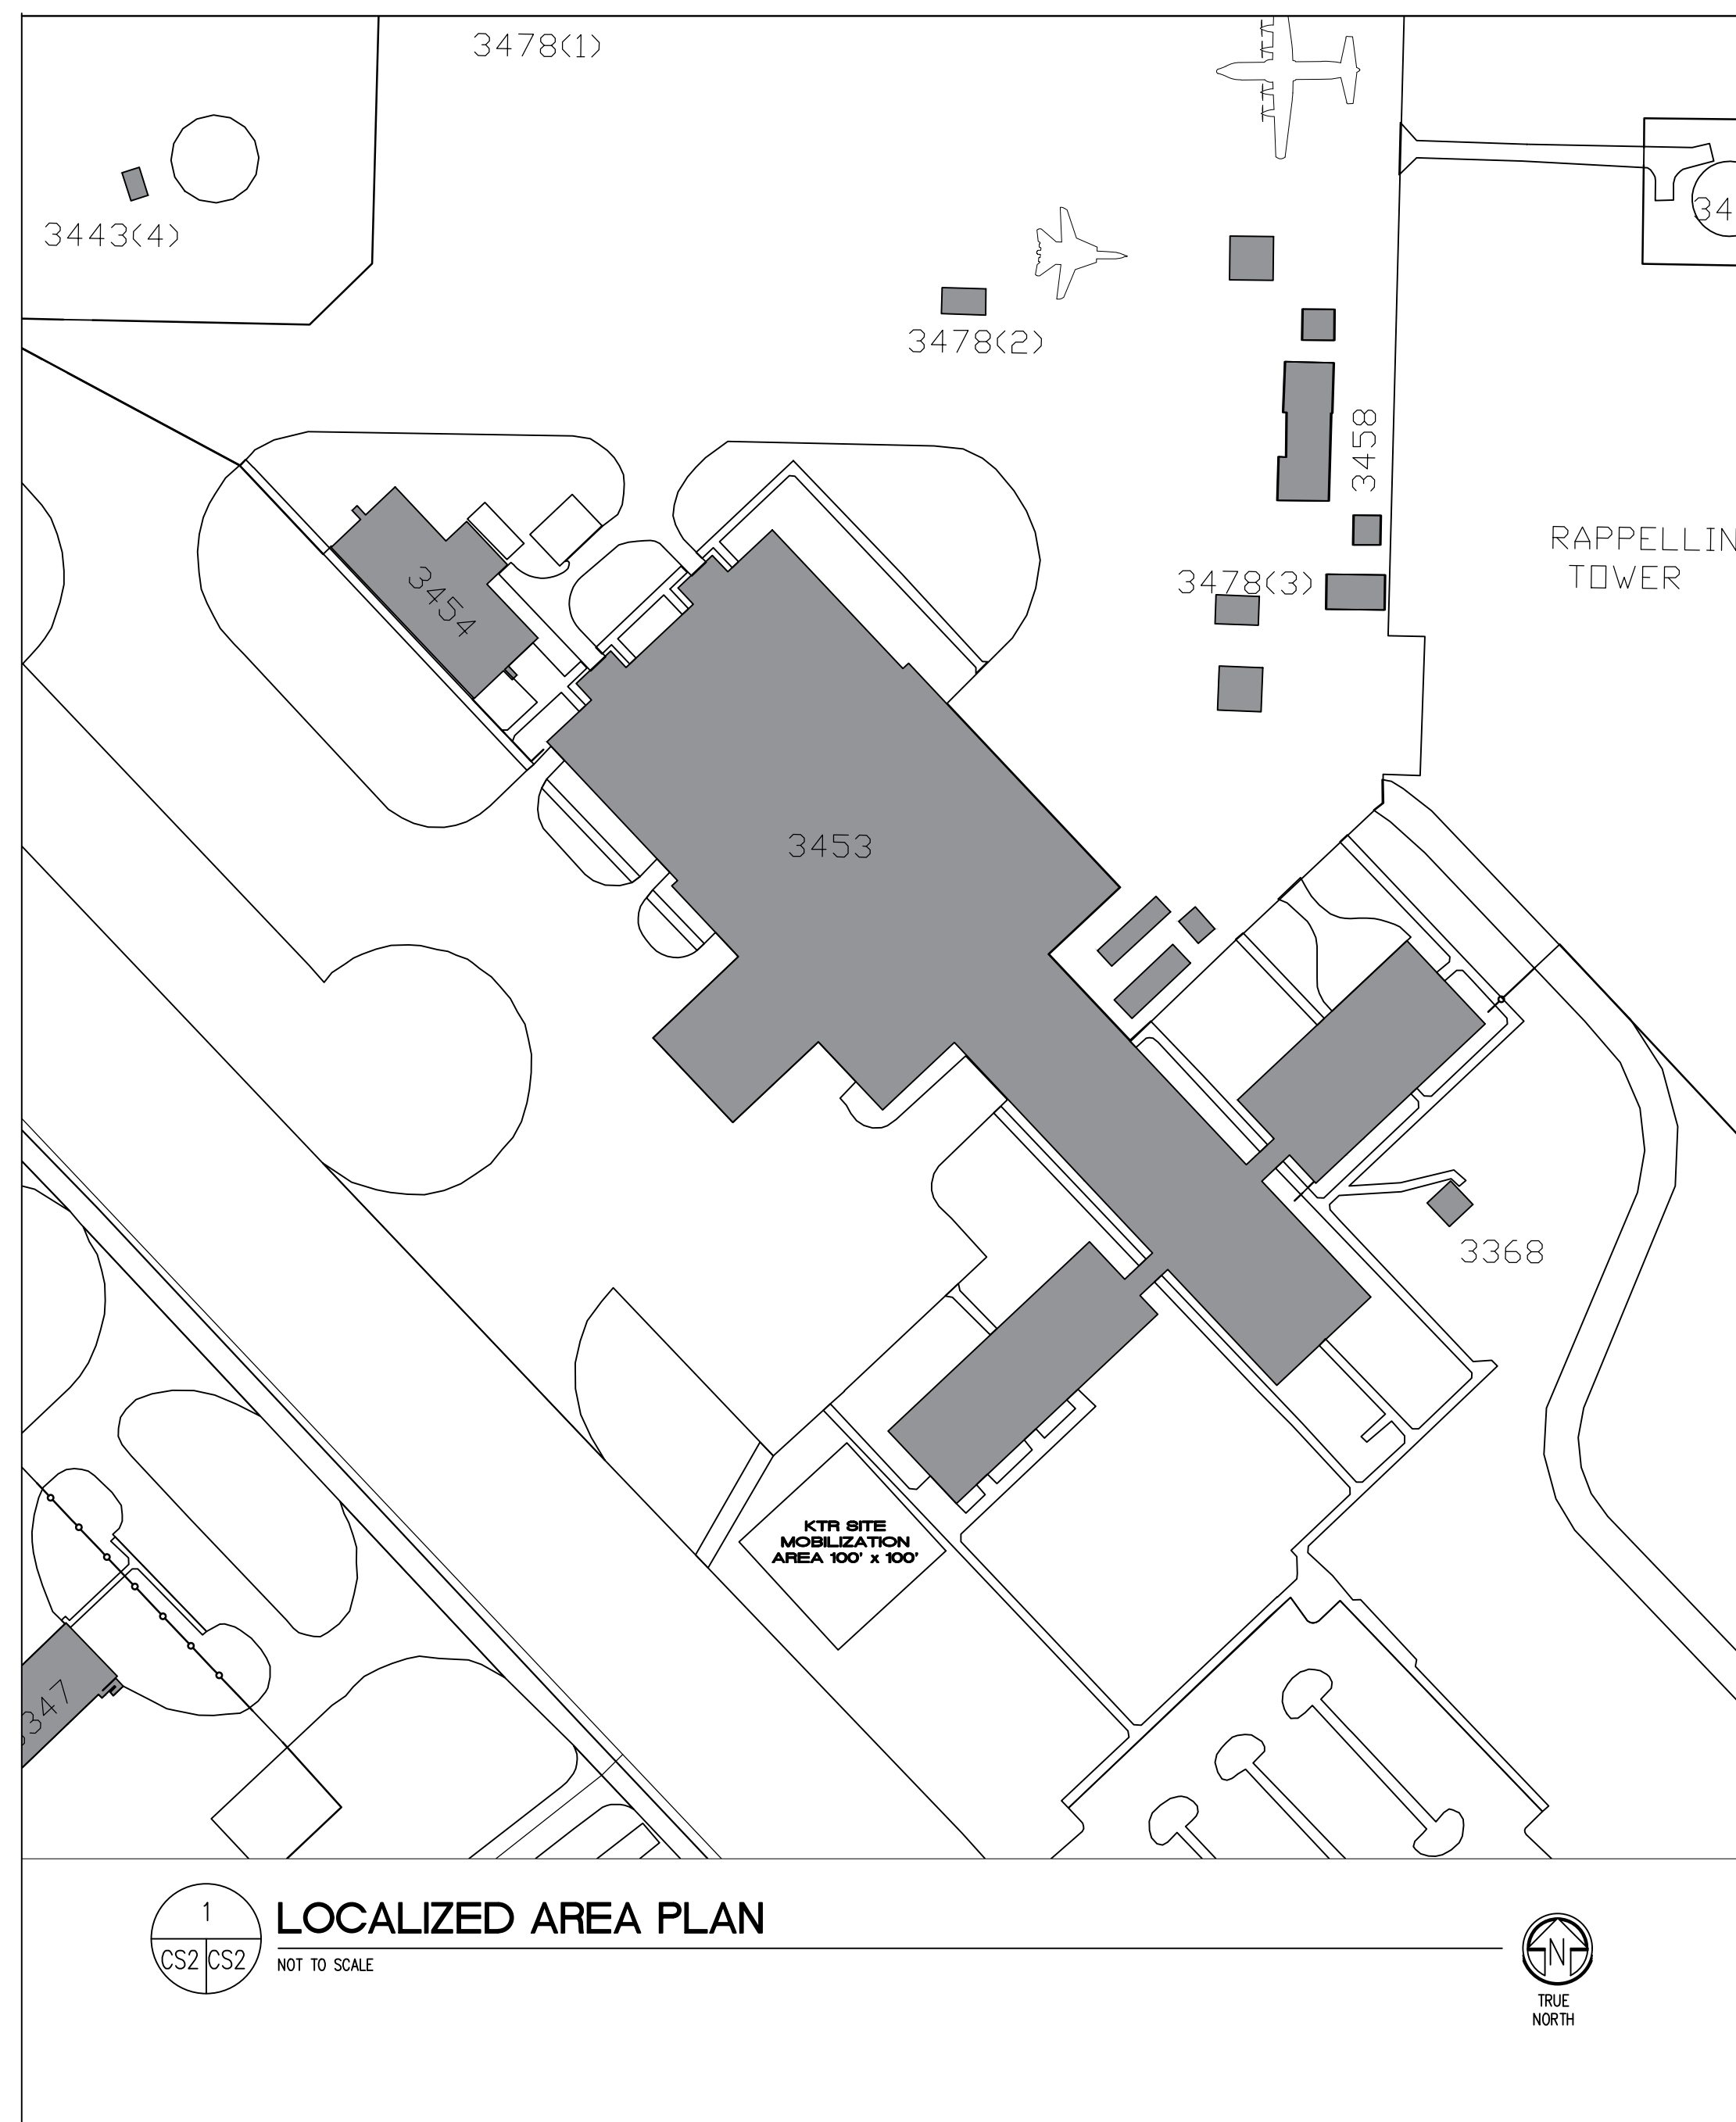 3478(1)
3443(4)
34
3478(2)
3458
RAPPELLIN
TOWER
3454
3478(3)
3453
3368
KTR SITE
MOBILIZATION
AREA 100' x 100'
347
1
CS2 CS2
LOCALIZED AREA PLAN
NOT TO SCALE
N
TRUE
NORTH